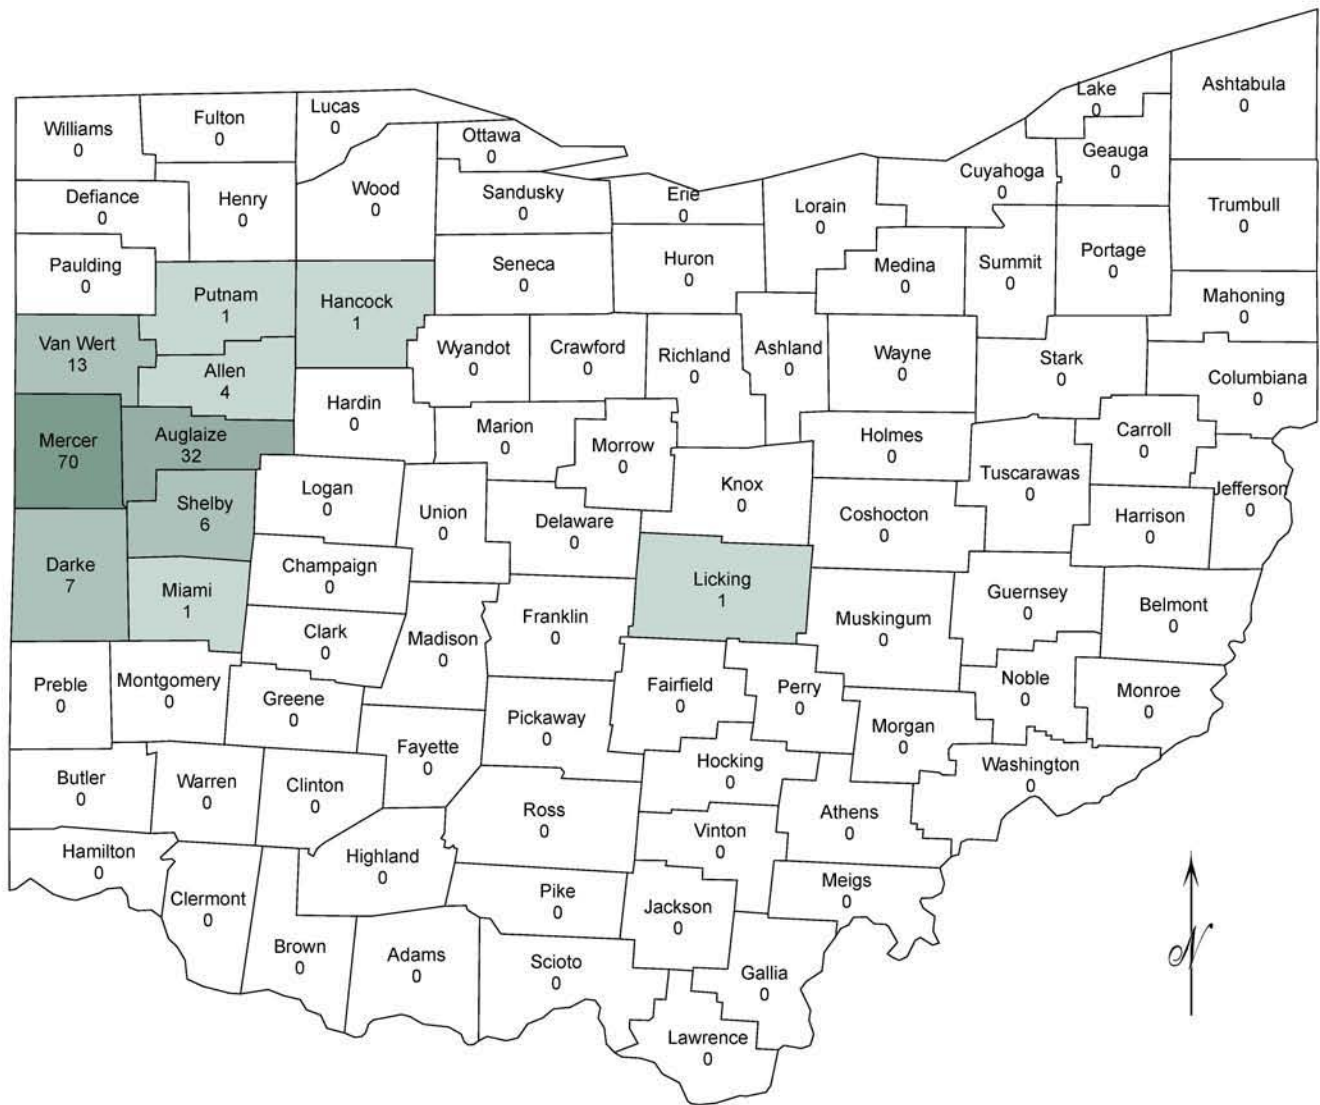 Williams
0
Fulton
0
Lucas
0
Ottawa
0
Lake
0
Ashtabula
0
Geauga
0
Cuyahoga
0
Defiance
0
Henry
0
Wood
0
Sandusky
0
Erie
0
Lorain
0
Trumbull
0
Paulding
0
Seneca
0
Huron
0
Medina
0
Summit
0
Portage
0
Mahoning
0
Putnam
1
Hancock
1
Van Wert
13
Allen
4
Wyandot
0
Crawford
0
Richland
0
Ashland
0
Wayne
0
Stark
0
Columbiana
0
Hardin
0
Mercer
70
Auglaize
32
Marion
0
Morrow
0
Holmes
0
Carroll
0
Tuscarawas
0
Jefferson
0
Shelby
6
Logan
0
Union
0
Knox
0
Delaware
0
Coshocton
0
Harrison
0
Darke
7
Champaign
0
Miami
1
Licking
1
Guernsey
0
Belmont
0
Franklin
0
Muskingum
0
Clark
0
Madison
0
Preble
0
Montgomery
0
Greene
0
Fairfield
0
Perry
0
Noble
0
Monroe
0
Pickaway
0
Morgan
0
Fayette
0
Hocking
0
Washington
0
Butler
0
Warren
0
Clinton
0
Ross
0
Athens
0
Vinton
0
Hamilton
0
Highland
0
Clermont
0
Pike
0
Jackson
0
Meigs
0
Brown
0
Adams
0
Scioto
0
Gallia
0
Lawrence
0
N